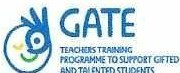 GATE
TEACHERS TRAINING
PROGRAMME TO SUPPORT GIFTED
AND TALENTED STUDENTS